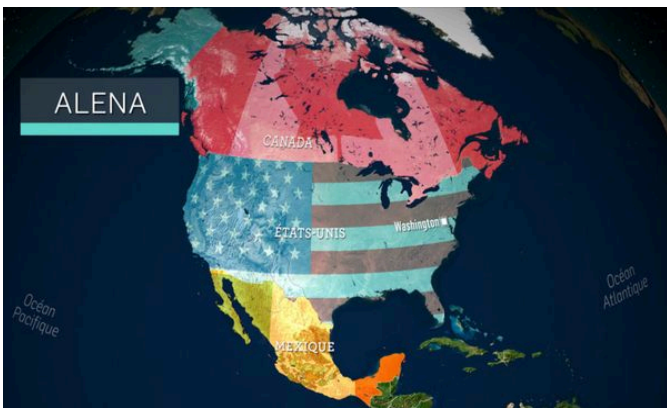 ALENA
CANADA
ÉTATS-UNIS
Washington
Océan
Pacifique
Océan
Atlantique
MEXIQUE